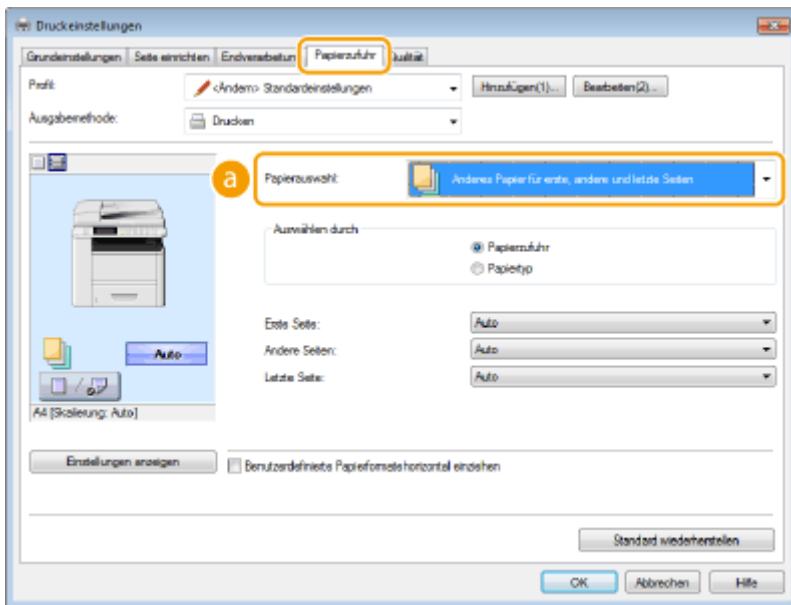 Druckeinstellungen
Grundeinstellungen Seite einrichten Endverarbeitun Papierzufuhr Qualität
Profil: <Ändern> Standardeinstellungen Hinzufügen(1)... Bearbeiten(2)...
Ausgabemethode: Drucken
a Papierauswahl: Anderes Papier für erste, andere und letzte Seiten
Auswählen durch
Papierzufuhr
Papiertyp
Erste Seite: Auto
Andere Seiten: Auto
Auto
Letzte Seite: Auto
A4 [Skalierung: Auto]
Einstellungen anzeigen Benutzerdefinierte Papierformate horizontal einziehen
Standard wiederherstellen
OK Abbrechen Hilfe